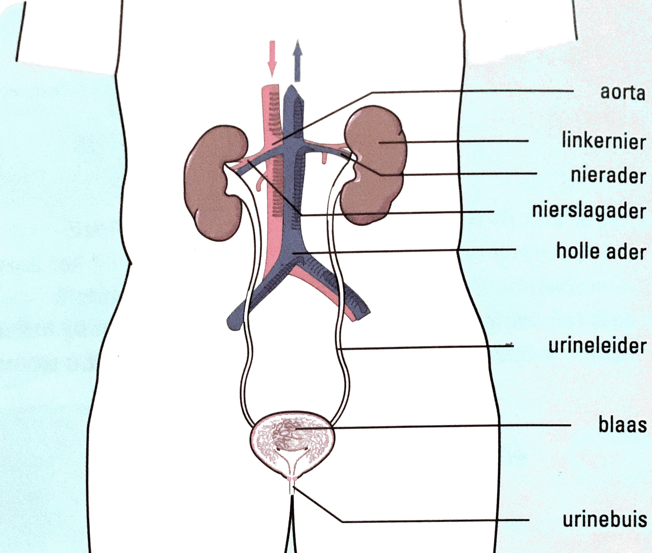 aorta
linkernier
nierader
nierslagader
holle ader
urineleider
blaas
urinebuis